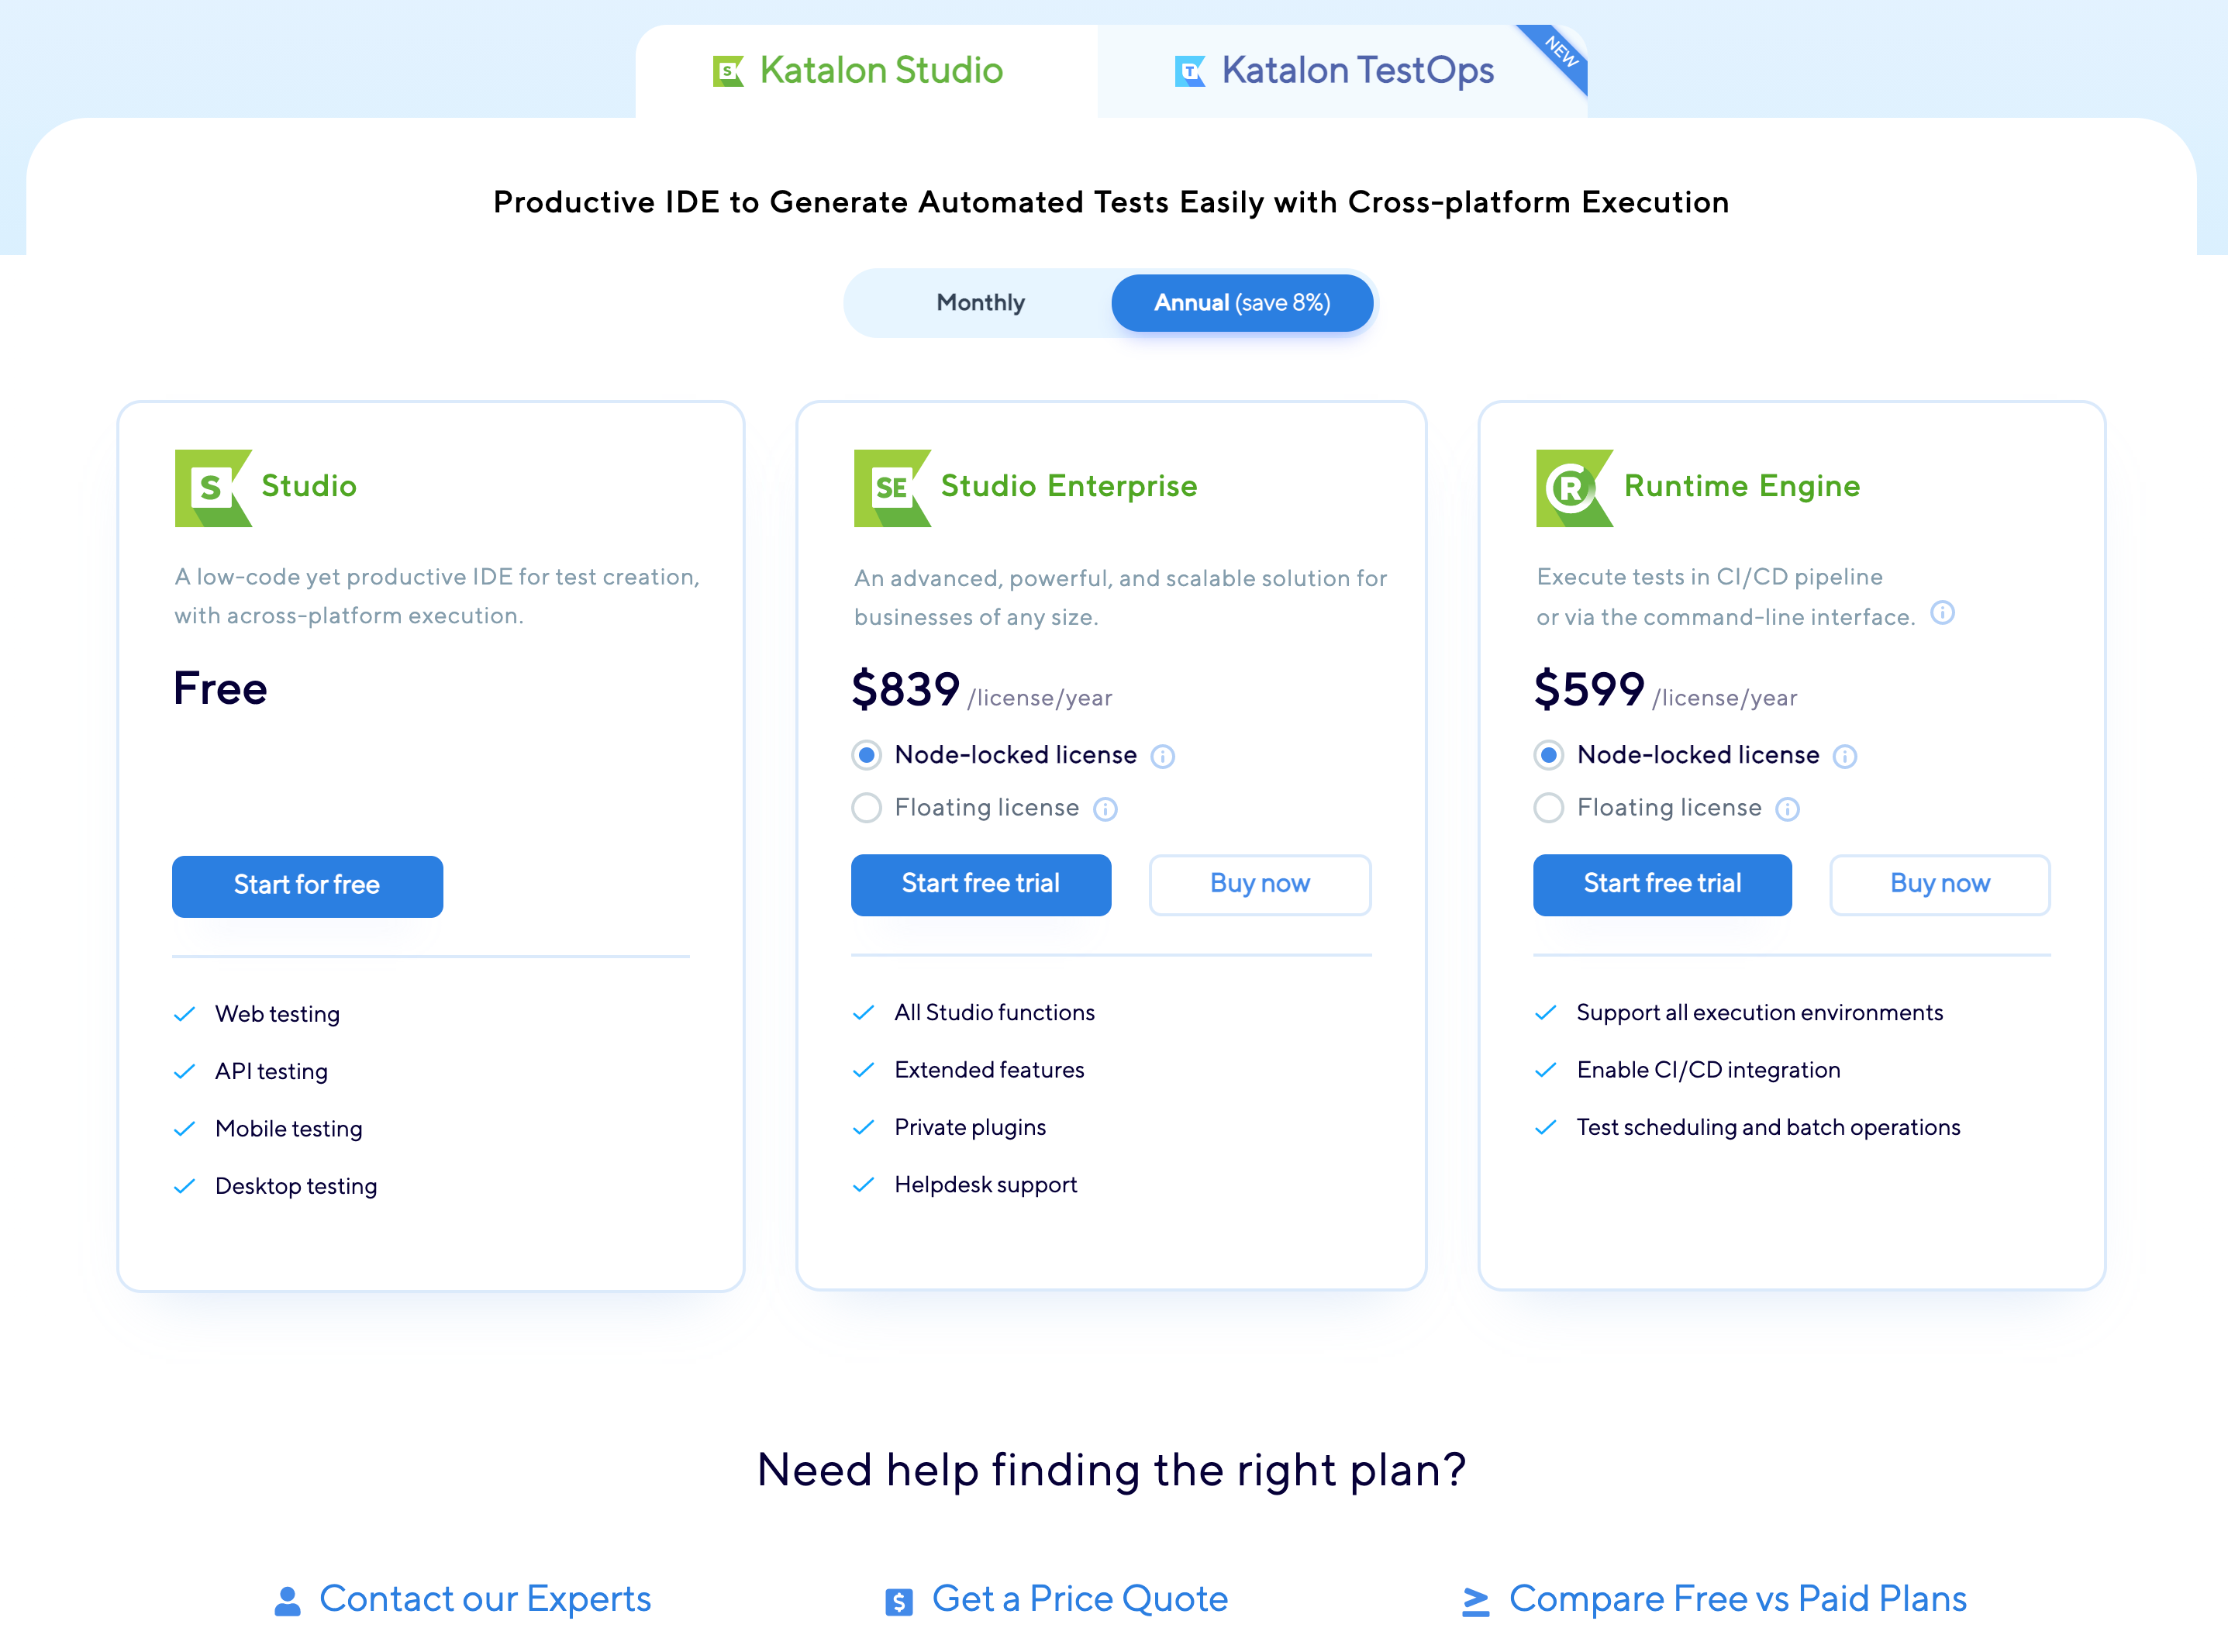 S Katalon Studio
T Katalon TestOps
NEW
Productive IDE to Generate Automated Tests Easily with Cross-platform Execution
Monthly
Annual (save 8%)
S Studio
A low-code yet productive IDE for test creation,
with across-platform execution.
Free
Start for free
Web testing
API testing
Mobile testing
Desktop testing
SE Studio Enterprise
An advanced, powerful, and scalable solution for
businesses of any size.
$839 /license/year
Node-locked license
Floating license
Start free trial
Buy now
All Studio functions
Extended features
Private plugins
Helpdesk support
R Runtime Engine
Execute tests in CI/CD pipeline
or via the command-line interface.
$599 /license/year
Node-locked license
Floating license
Start free trial
Buy now
Support all execution environments
Enable CI/CD integration
Test scheduling and batch operations
Need help finding the right plan?
Contact our Experts
$ Get a Price Quote
Compare Free vs Paid Plans